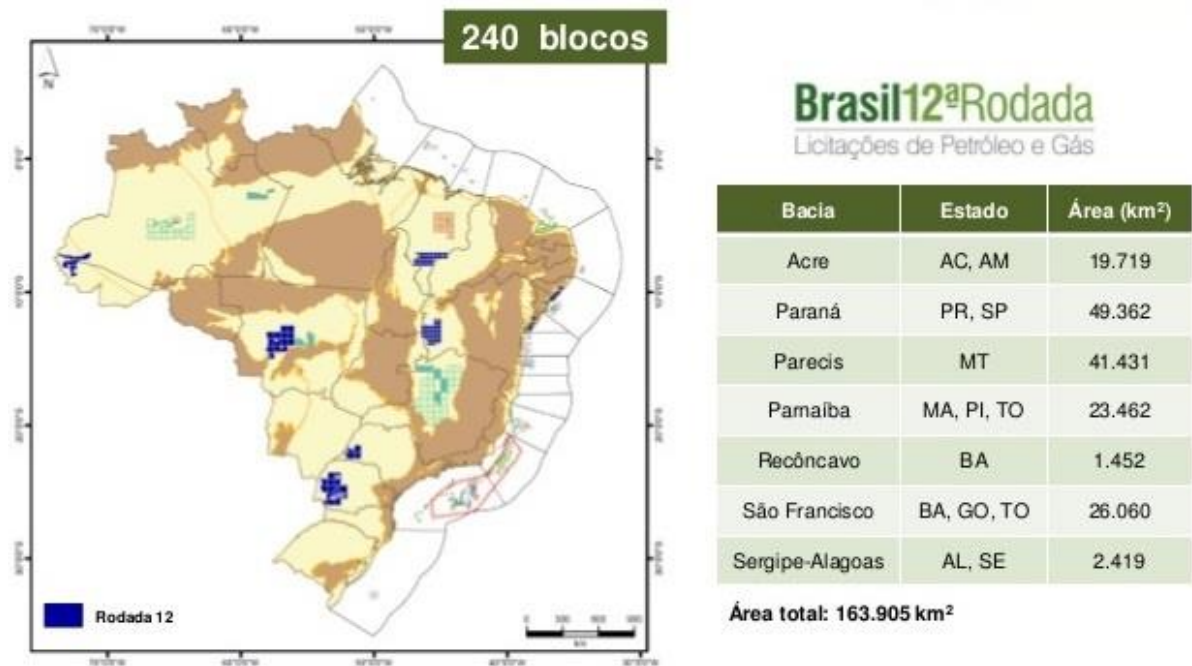 240 blocos
N
Rodada 12
Brasil12ªRodada
Licitações de Petróleo e Gás
Bacia Estado Área (km²)
Acre AC, AM 19.719
Paraná PR, SP 49.362
Parecis MT 41.431
Parnaíba MA, PI, TO 23.462
Recôncavo BA 1.452
São Francisco BA, GO, TO 26.060
Sergipe-Alagoas AL, SE 2.419
Área total: 163.905 km²